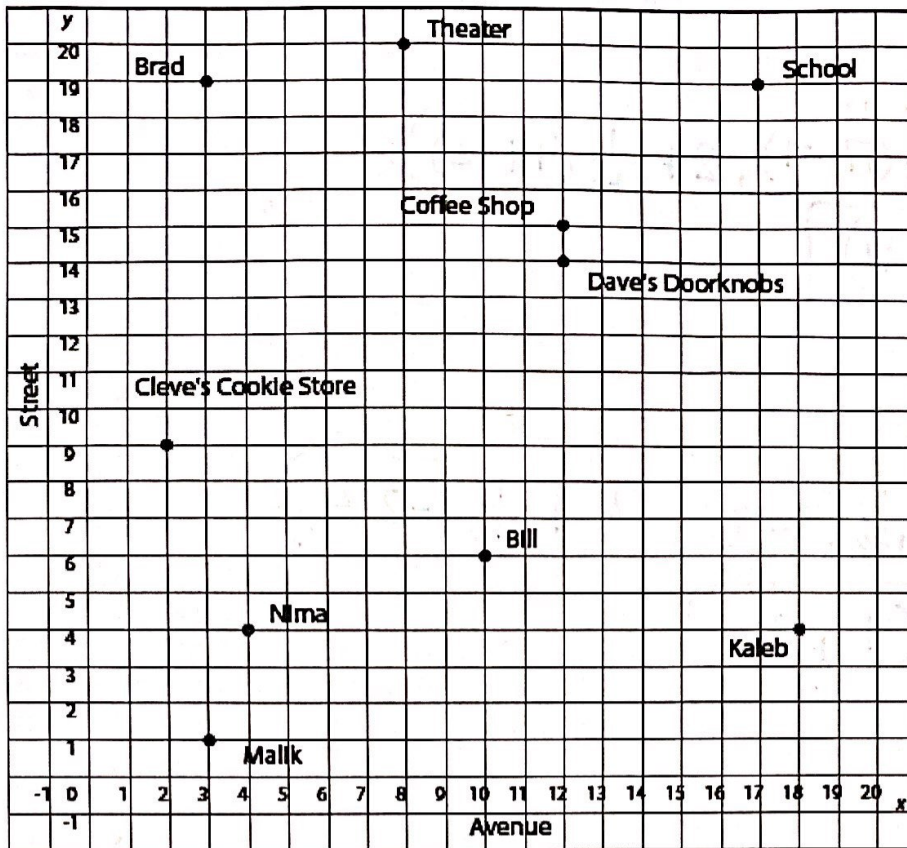 y
Theater
20
Brad
School
19
18
17
16
Coffee Shop
15
14
Dave's Doorknobs
13
12
Street
11
Cleve's Cookie Store
10
9
8
7
Bill
6
5
Nima
4
Kaleb
3
2
1
Malik
-1 0 1 2 3 4 5 6 7 8 9 10 11 12 13 14 15 16 17 18 19 20 x
-1
Avenue